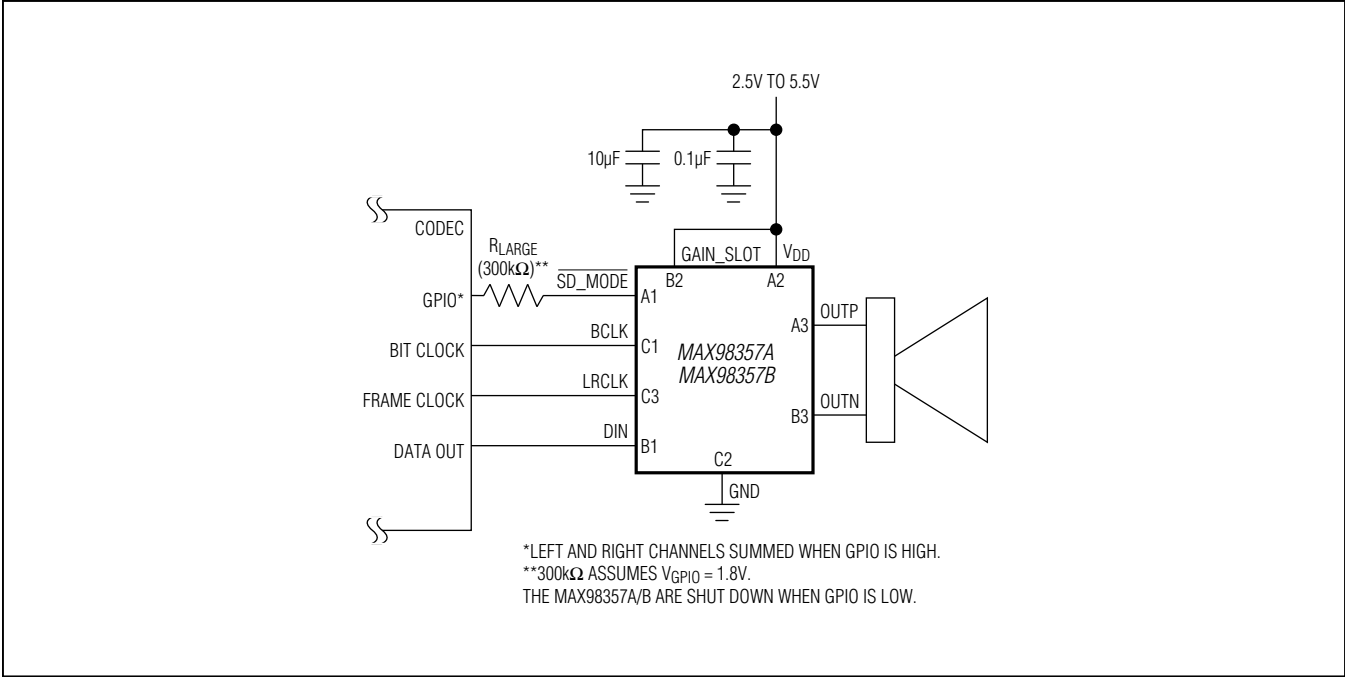 2.5V TO 5.5V
10µF
0.1µF
CODEC
RLARGE
(300kΩ)**
SD_MODE
GAIN_SLOT
VDD
B2
A2
GPIO*
A1
OUTP
A3
BCLK
BIT CLOCK
C1
MAX98357A
MAX98357B
LRCLK
FRAME CLOCK
C3
OUTN
B3
DIN
DATA OUT
B1
C2
GND
*LEFT AND RIGHT CHANNELS SUMMED WHEN GPIO IS HIGH.
**300kΩ ASSUMES VGPIO = 1.8V.
THE MAX98357A/B ARE SHUT DOWN WHEN GPIO IS LOW.